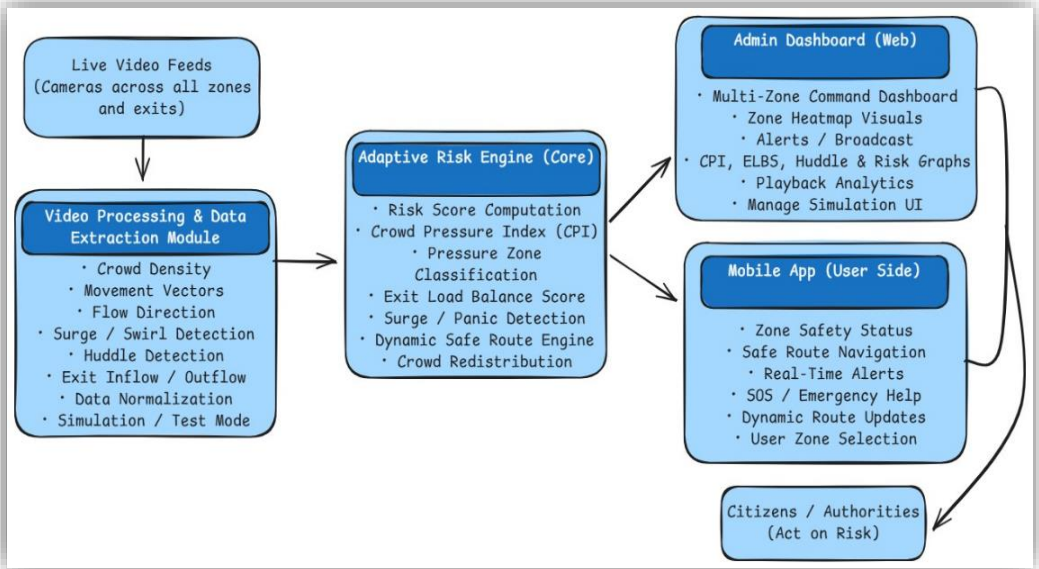 Live Video Feeds
(Cameras across all zones
and exits)
Video Processing & Data
Extraction Module
· Crowd Density
· Movement Vectors
· Flow Direction
· Surge / Swirl Detection
· Huddle Detection
· Exit Inflow / Outflow
· Data Normalization
· Simulation / Test Mode
Adaptive Risk Engine (Core)
· Risk Score Computation
· Crowd Pressure Index (CPI)
· Pressure Zone
Classification
· Exit Load Balance Score
· Surge / Panic Detection
· Dynamic Safe Route Engine
· Crowd Redistribution
Admin Dashboard (Web)
· Multi-Zone Command Dashboard
· Zone Heatmap Visuals
· Alerts / Broadcast
· CPI, ELBS, Huddle & Risk Graphs
· Playback Analytics
· Manage Simulation UI
Mobile App (User Side)
· Zone Safety Status
· Safe Route Navigation
· Real-Time Alerts
· SOS / Emergency Help
· Dynamic Route Updates
· User Zone Selection
Citizens / Authorities
(Act on Risk)